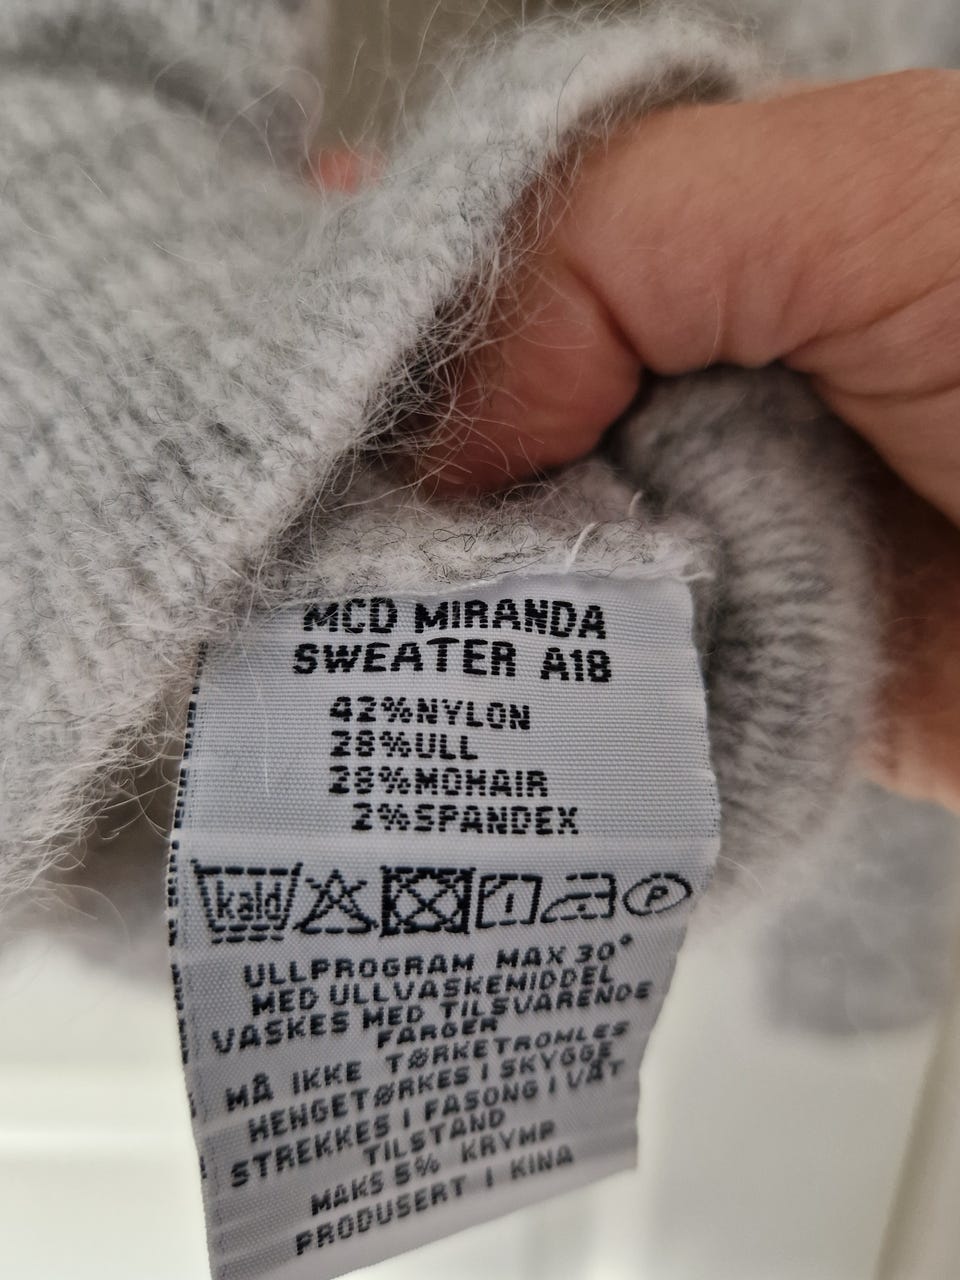 MCD MIRANDA
SWEATER A18
42%NYLON
28%ULL
28%MOHAIR
2%SPANDEX
kald P
ULLPROGRAM MAX 30°
MED ULLVASKEMIDDEL
VASKES MED TILSVARENDE
FARGER
MÅ IKKE TØRKETROMLES
HENGETØRKES I SKYGGE
STREKKES I FASONG I VÅT
TILSTAND
MAKS 5% KRYMP
PRODUSERT I KINA